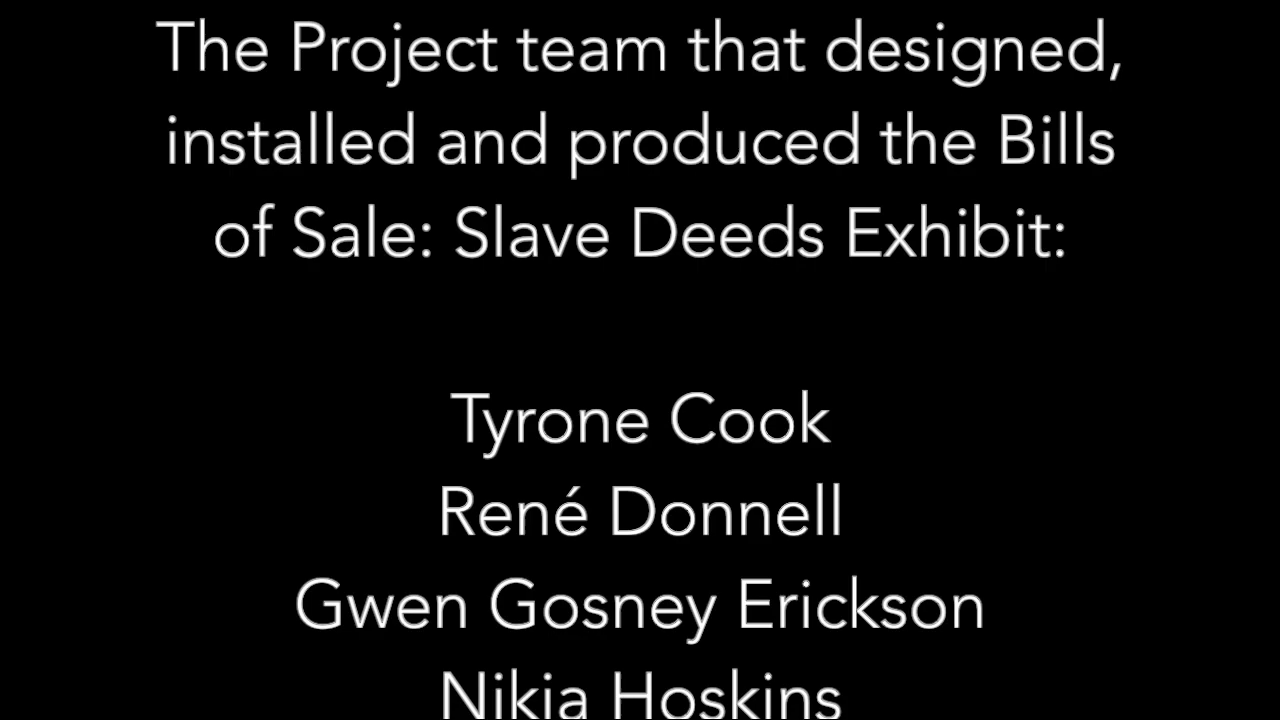 The Project team that designed,
installed and produced the Bills
of Sale: Slave Deeds Exhibit:
Tyrone Cook
René Donnell
Gwen Gosney Erickson
Nikia Hoskins